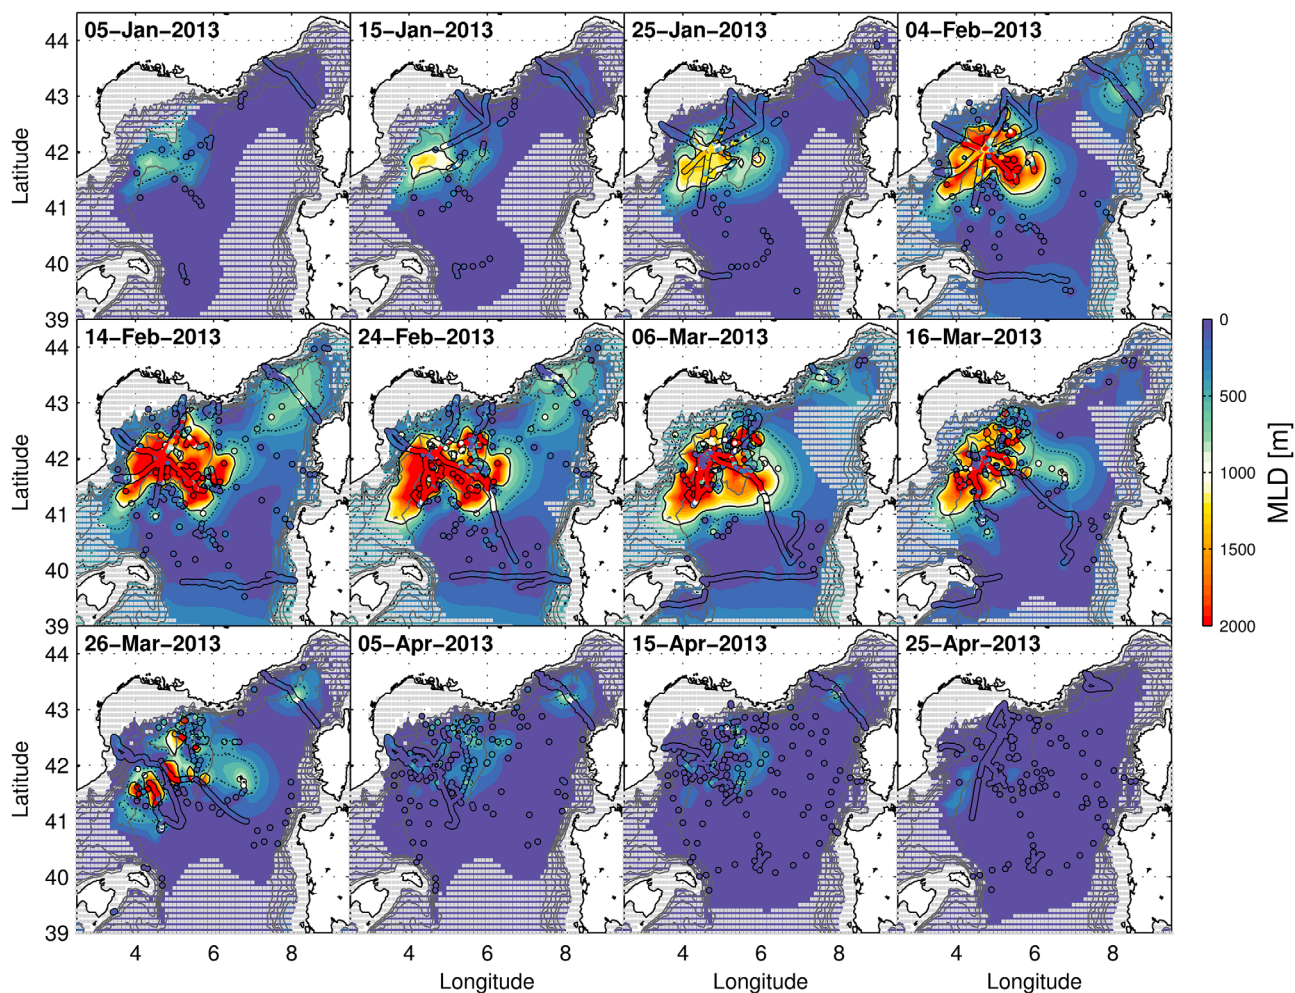 05-Jan-2013
15-Jan-2013
25-Jan-2013
04-Feb-2013
44
43
42
41
40
39
Latitude
14-Feb-2013
24-Feb-2013
06-Mar-2013
16-Mar-2013
44
43
42
41
40
39
Latitude
0
500
1000
1500
2000
MLD [m]
26-Mar-2013
05-Apr-2013
15-Apr-2013
25-Apr-2013
44
43
42
41
40
39
Latitude
4 6 8
4 6 8
4 6 8
4 6 8
Longitude
Longitude